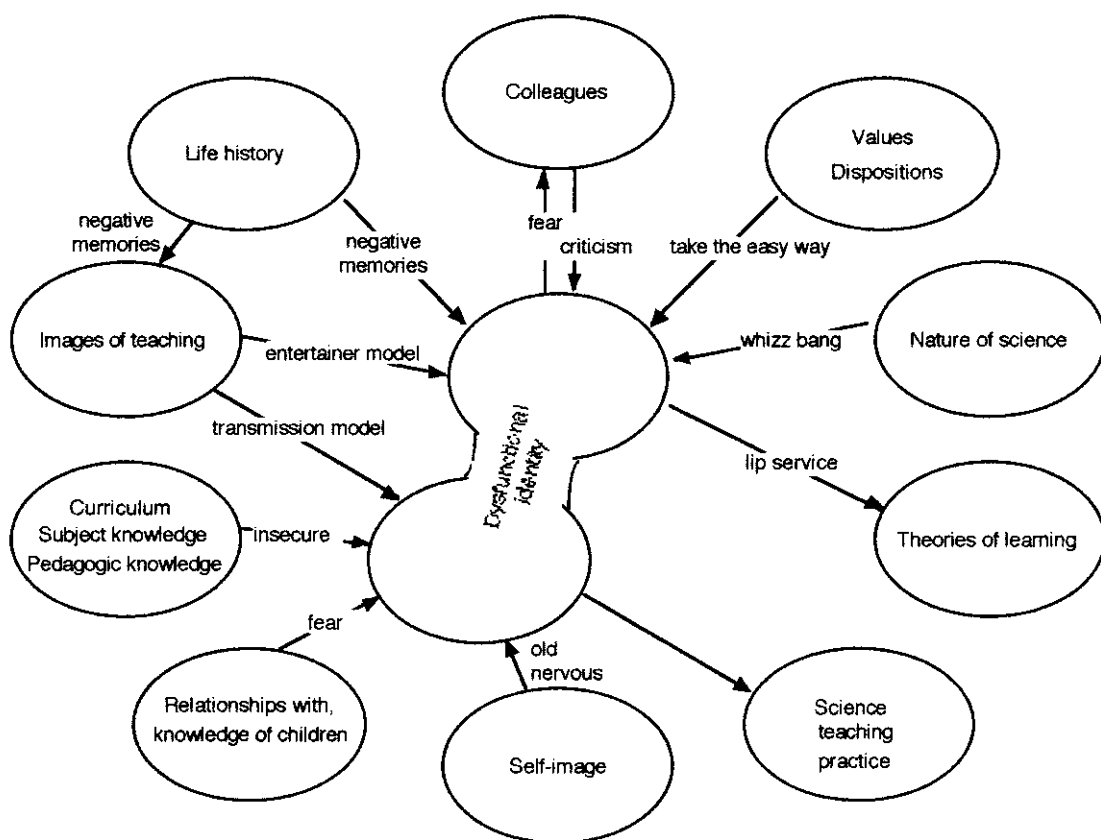 Colleagues
Life history
Values
Dispositions
negative
memories
negative
memories
fear
criticism
take the easy way
Images of teaching
entertainer model
whizz bang
Nature of science
transmission model
Dysfunctional
identity
lip service
Curriculum
Subject knowledge
Pedagogic knowledge
insecure
Theories of learning
fear
old
nervous
Relationships with,
knowledge of children
Self-image
Science
teaching
practice